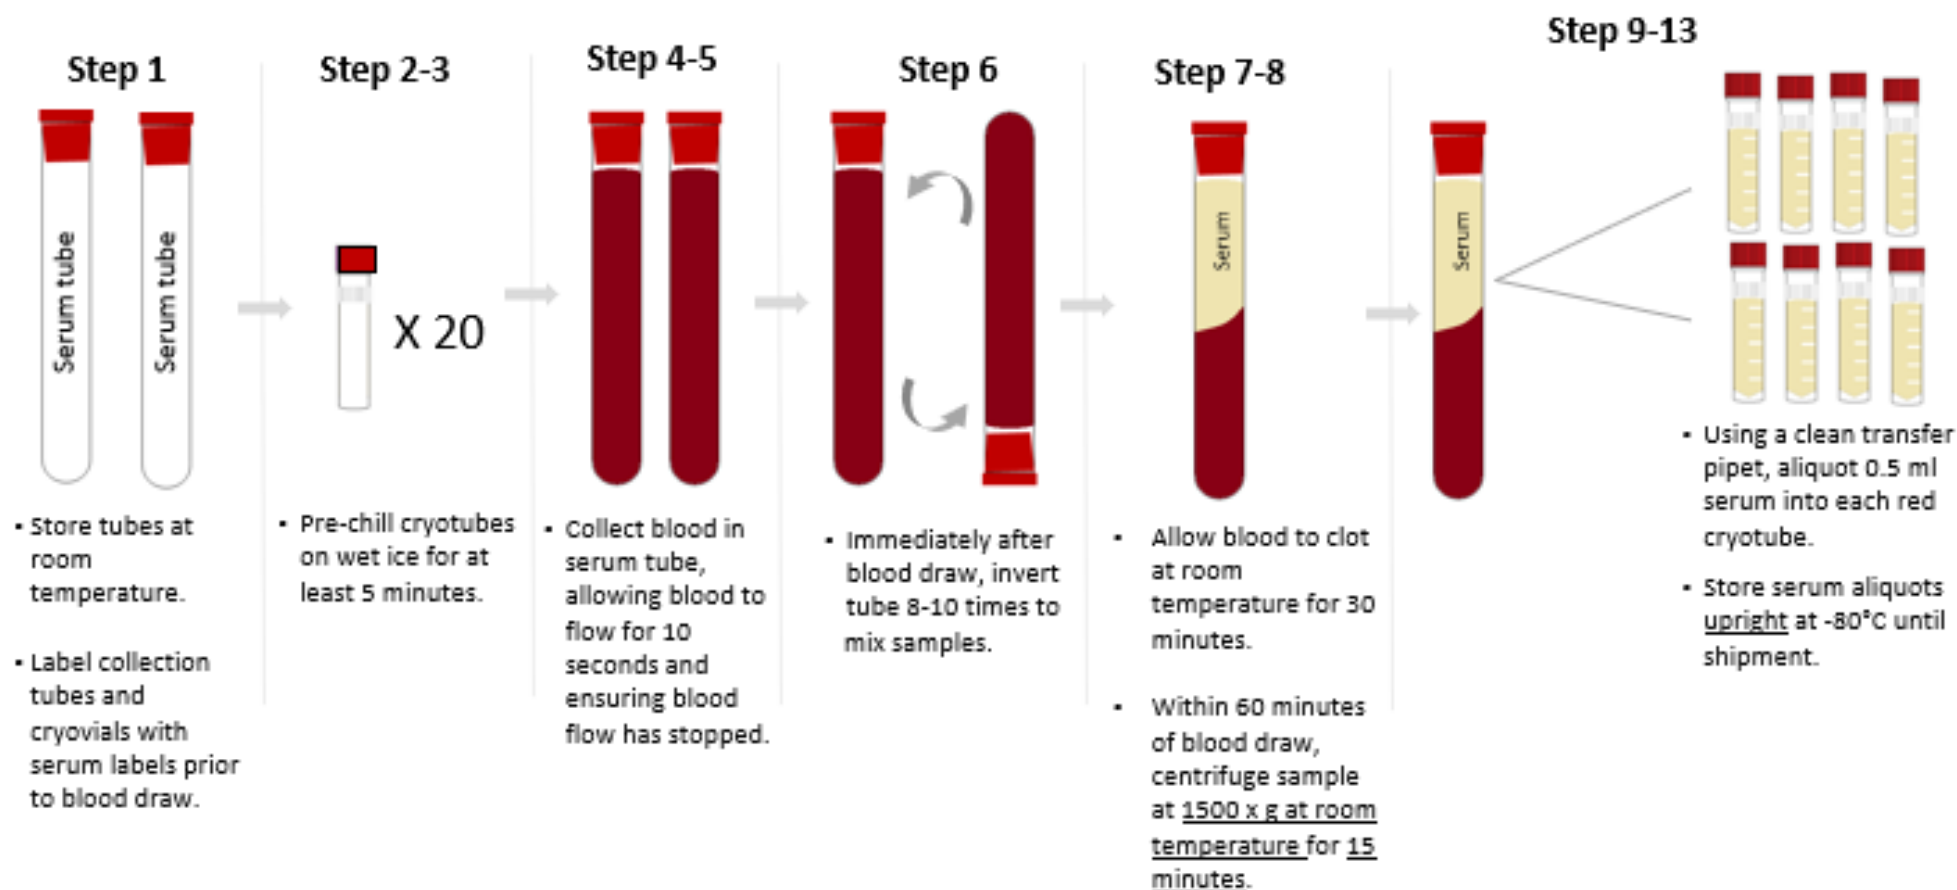 Step 1
Serum tube
Serum tube
▪ Store tubes at
room
temperature.
▪ Label collection
tubes and
cryovials with
serum labels prior
to blood draw.
Step 2-3
X 20
▪ Pre-chill cryotubes
on wet ice for at
least 5 minutes.
Step 4-5
▪ Collect blood in
serum tube,
allowing blood to
flow for 10
seconds and
ensuring blood
flow has stopped.
Step 6
▪ Immediately after
blood draw, invert
tube 8-10 times to
mix samples.
Step 7-8
Serum
▪ Allow blood to clot
at room
temperature for 30
minutes.
▪ Within 60 minutes
of blood draw,
centrifuge sample
at 1500 x g at room
temperature for 15
minutes.
Step 9-13
Serum
▪ Using a clean transfer
pipet, aliquot 0.5 ml
serum into each red
cryotube.
▪ Store serum aliquots
upright at -80°C until
shipment.